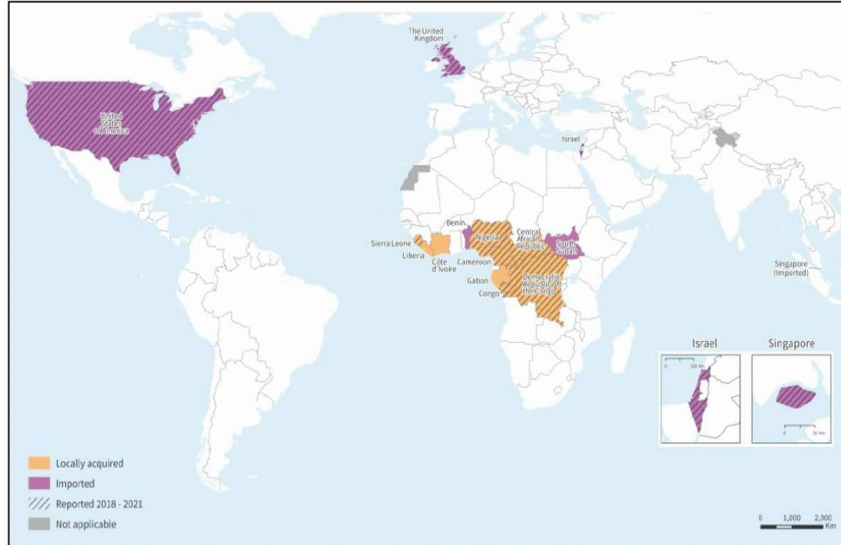 The United
Kingdom
United
States
of America
Israel
Benin
Nigeria
Central
African
Republic
South
Sudan
Sierra Leone
Liberia
Côte
d'Ivoire
Cameroon
Gabon
Congo
Democratic
Republic of
the Congo
Singapore
(Imported)
Israel
Singapore
Locally acquired
Imported
Reported 2018 - 2021
Not applicable
0 1,000 2,000
Km